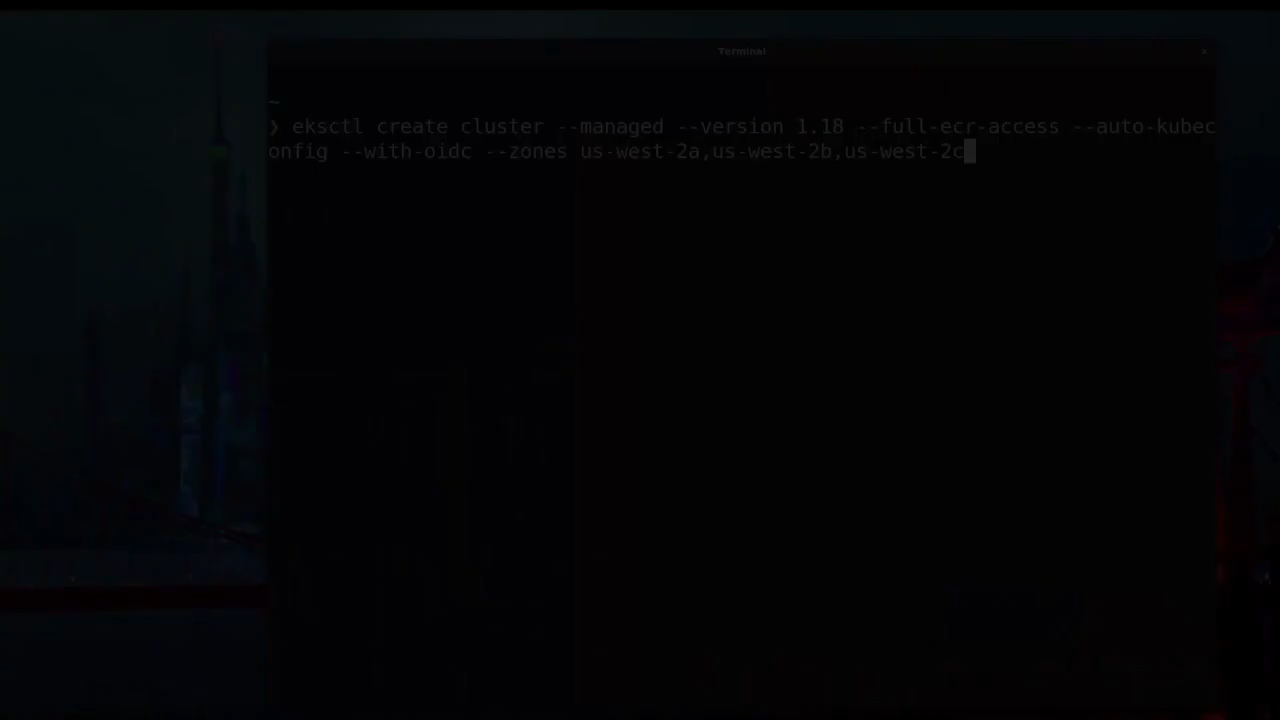 Terminal ×
~
❯ eksctl create cluster --managed --version 1.18 --full-ecr-access --auto-kubec
onfig --with-oidc --zones us-west-2a,us-west-2b,us-west-2c